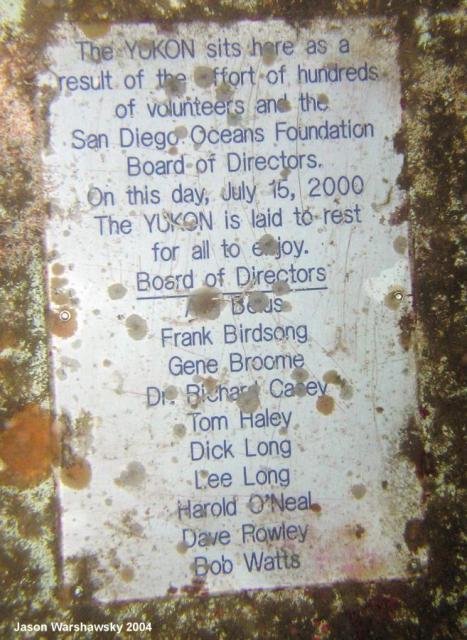 The YUKON sits here as a
result of the effort of hundreds
of volunteers and the
San Diego Oceans Foundation
Board of Directors.
On this day, July 15, 2000
The YUKON is laid to rest
for all to enjoy.
Board of Directors
Frank Birdsong
Gene Broome
Dr. Richard Casey
Tom Haley
Dick Long
Lee Long
Harold O'Neal
Dave Rowley
Bob Watts
Jason Warshawsky 2004